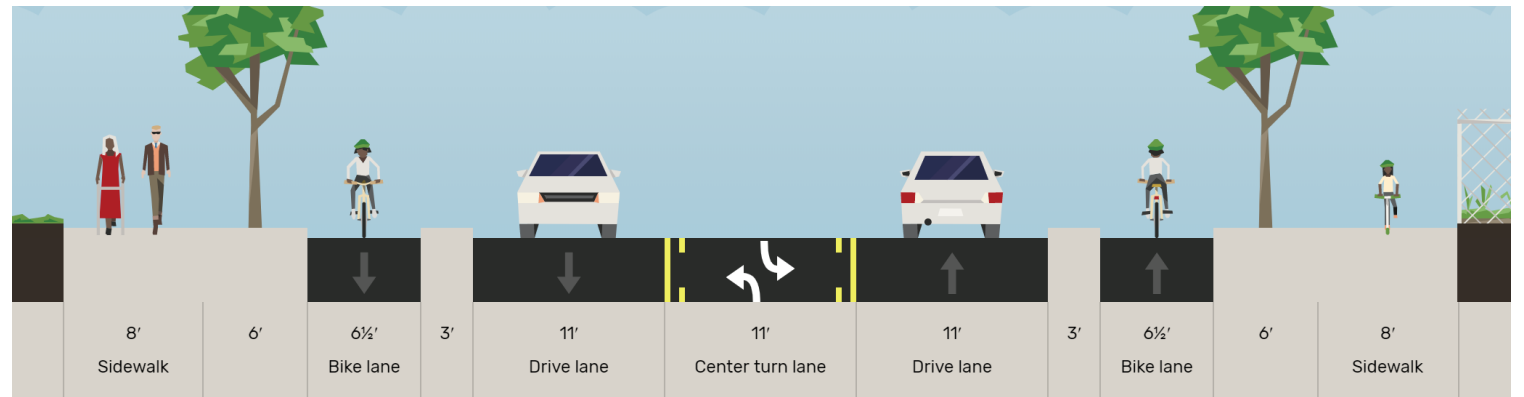 8′ 6′ 6½′ 3′ 11′ 11′ 11′ 3′ 6½′ 6′ 8′
Sidewalk Bike lane Drive lane Center turn lane Drive lane Bike lane Sidewalk